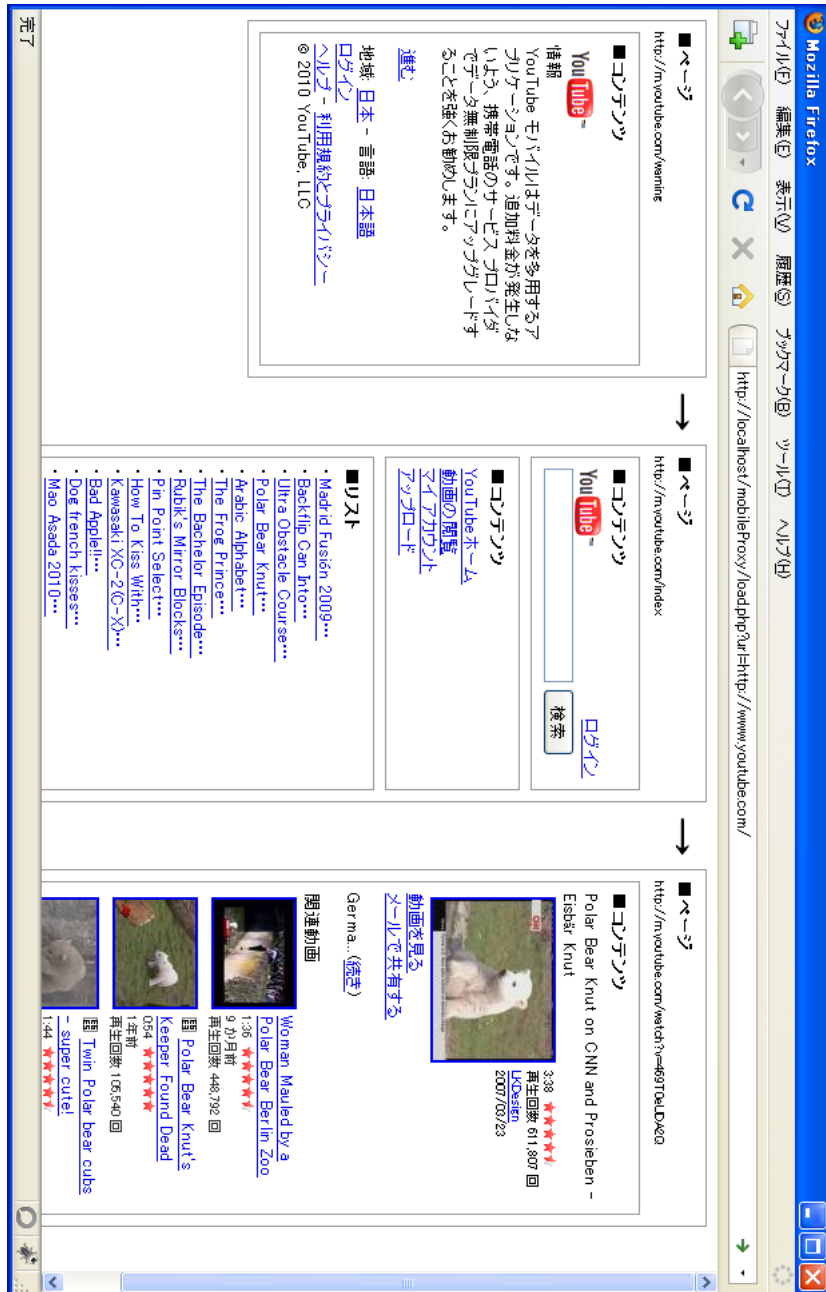 Mozilla Firefox
ファイル(F) 編集(E) 表示(V) 履歴(S) ブックマーク(B) ツール(T) ヘルプ(H)
http://localhost/mobileProxy/load.php?url=http://www.youtube.com/
■ページ
http://m.youtube.com/warning
■コンテンツ
YouTube™
情報
YouTube モバイルはデータを多用するア
プリケーションです。追加料金が発生しな
いよう、携帯電話のサービス プロバイダ
でデータ無制限プランにアップグレードす
ることを強くお勧めします。
進む
地域: 日本 - 言語: 日本語
ログイン
ヘルプ - 利用規約とプライバシー
© 2010 YouTube, LLC
→
■ページ
http://m.youtube.com/index
■コンテンツ
YouTube™
ログイン
検索
■コンテンツ
YouTubeホーム
動画の閲覧
マイ アカウント
アップロード
■リスト
・Madrid Fusión 2009…
・Backflip Can Into…
・Ultra Obstacle Course…
・Polar Bear Knut…
・Arabic Alphabet…
・The Frog Prince…
・The Bachelor Episode…
・Rubik's Mirror Blocks…
・Pin Point Select…
・How To Kiss With…
・Kawasaki XC-2(C-X)…
・Bad Apple!!…
・Dog french kisses…
・Mao Asada 2010…
→
■ページ
■コンテンツ
Polar Bear Knut on CNN and Prosieben -
Eisbär Knut
3:38 ★★★★★
再生回数 611,807 回
LKDesign
2007/03/23
動画を見る
メールで共有する
Germa...(続き)
関連動画
Woman Mauled by a
Polar Bear Berlin Zoo
1:36 ★★★★★
9 か月前
再生回数 448,792 回
Polar Bear Knut's
Keeper Found Dead
0:54 ★★★★★
1年前
再生回数 105,540 回
Twin Polar bear cubs
- super cute!
1:44 ★★★★★
完了